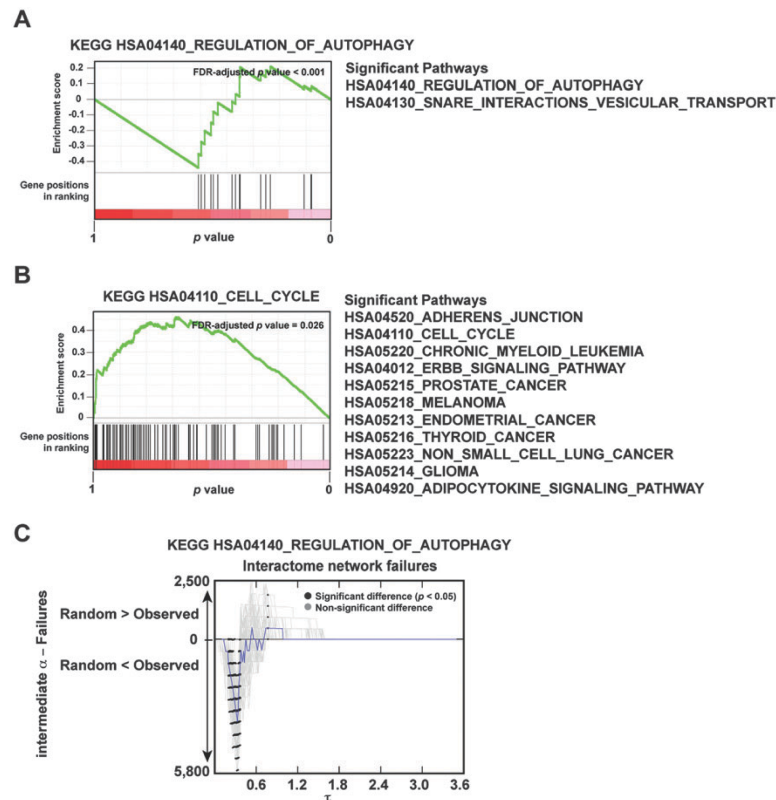 A
KEGG HSA04140_REGULATION_OF_AUTOPHAGY
FDR-adjusted p value < 0.001
Enrichment score
0.2
0.1
0
-0.1
-0.2
-0.3
-0.4
Gene positions
in ranking
1
p value
0
Significant Pathways
HSA04140_REGULATION_OF_AUTOPHAGY
HSA04130_SNARE_INTERACTIONS_VESICULAR_TRANSPORT
B
KEGG HSA04110_CELL_CYCLE
FDR-adjusted p value = 0.026
Enrichment score
0.4
0.3
0.2
0.1
0
Gene positions
in ranking
1
p value
0
Significant Pathways
HSA04520_ADHERENS_JUNCTION
HSA04110_CELL_CYCLE
HSA05220_CHRONIC_MYELOID_LEUKEMIA
HSA04012_ERBB_SIGNALING_PATHWAY
HSA05215_PROSTATE_CANCER
HSA05218_MELANOMA
HSA05213_ENDOMETRIAL_CANCER
HSA05216_THYROID_CANCER
HSA05223_NON_SMALL_CELL_LUNG_CANCER
HSA05214_GLIOMA
HSA04920_ADIPOCYTOKINE_SIGNALING_PATHWAY
C
KEGG HSA04140_REGULATION_OF_AUTOPHAGY
Interactome network failures
intermediate α – Failures
2,500
Random > Observed
0
Random < Observed
5,800
Significant difference (p < 0.05)
Non-significant difference
0.6 1.2 1.8 2.4 3.0 3.6
τ